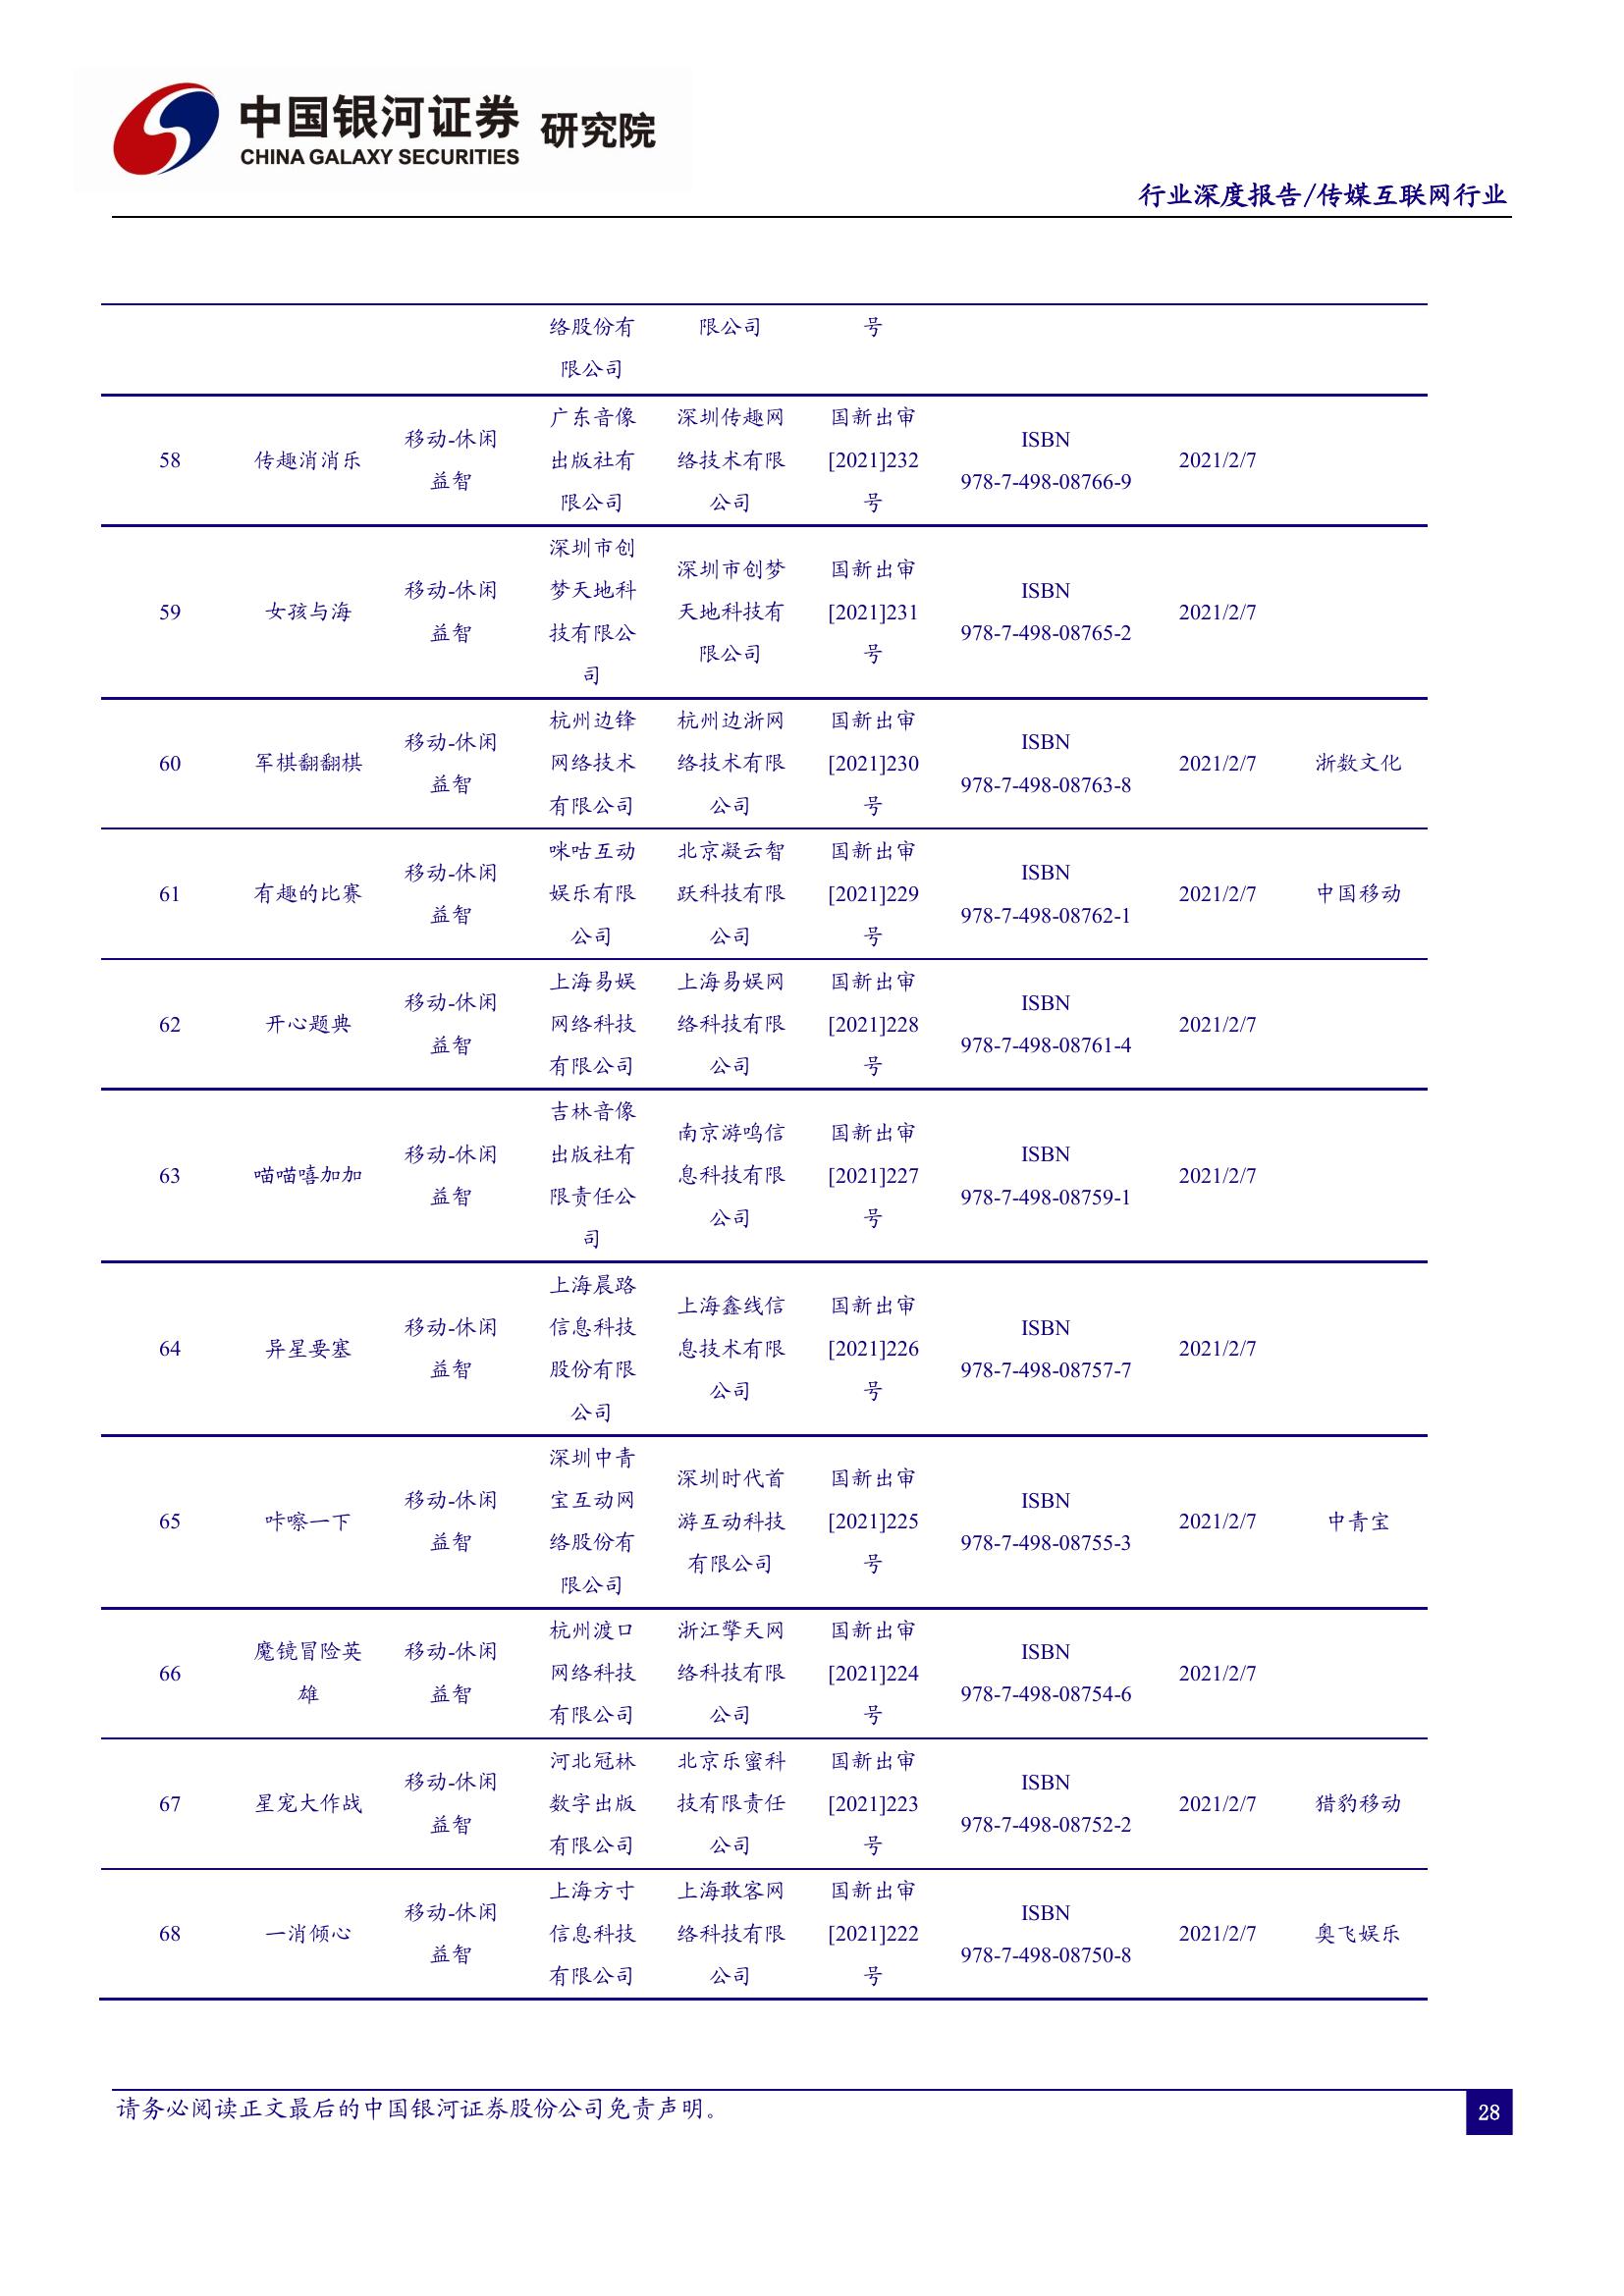 中国银河证券 研究院
CHINA GALAXY SECURITIES
行业深度报告/传媒互联网行业
络股份有 限公司 号
限公司
58 传趣消消乐 移动-休闲益智 广东音像出版社有限公司 深圳传趣网络技术有限公司 国新出审[2021]232号 ISBN 978-7-498-08766-9 2021/2/7
59 女孩与海 移动-休闲益智 深圳市创梦天地科技有限公司 深圳市创梦天地科技有限公司 国新出审[2021]231号 ISBN 978-7-498-08765-2 2021/2/7
60 军棋翻翻棋 移动-休闲益智 杭州边锋网络技术有限公司 杭州边浙网络技术有限公司 国新出审[2021]230号 ISBN 978-7-498-08763-8 2021/2/7 浙数文化
61 有趣的比赛 移动-休闲益智 咪咕互动娱乐有限公司 北京凝云智跃科技有限公司 国新出审[2021]229号 ISBN 978-7-498-08762-1 2021/2/7 中国移动
62 开心题典 移动-休闲益智 上海易娱网络科技有限公司 上海易娱网络科技有限公司 国新出审[2021]228号 ISBN 978-7-498-08761-4 2021/2/7
63 喵喵嘻加加 移动-休闲益智 吉林音像出版社有限责任公司 南京游鸣信息科技有限公司 国新出审[2021]227号 ISBN 978-7-498-08759-1 2021/2/7
64 异星要塞 移动-休闲益智 上海晨路信息科技股份有限公司 上海鑫线信息技术有限公司 国新出审[2021]226号 ISBN 978-7-498-08757-7 2021/2/7
65 咔嚓一下 移动-休闲益智 深圳中青宝互动网络股份有限公司 深圳时代首游互动科技有限公司 国新出审[2021]225号 ISBN 978-7-498-08755-3 2021/2/7 中青宝
66 魔镜冒险英雄 移动-休闲益智 杭州渡口网络科技有限公司 浙江擎天网络科技有限公司 国新出审[2021]224号 ISBN 978-7-498-08754-6 2021/2/7
67 星宠大作战 移动-休闲益智 河北冠林数字出版有限公司 北京乐蜜科技有限责任公司 国新出审[2021]223号 ISBN 978-7-498-08752-2 2021/2/7 猎豹移动
68 一消倾心 移动-休闲益智 上海方寸信息科技有限公司 上海敢客网络科技有限公司 国新出审[2021]222号 ISBN 978-7-498-08750-8 2021/2/7 奥飞娱乐
请务必阅读正文最后的中国银河证券股份公司免责声明。
28